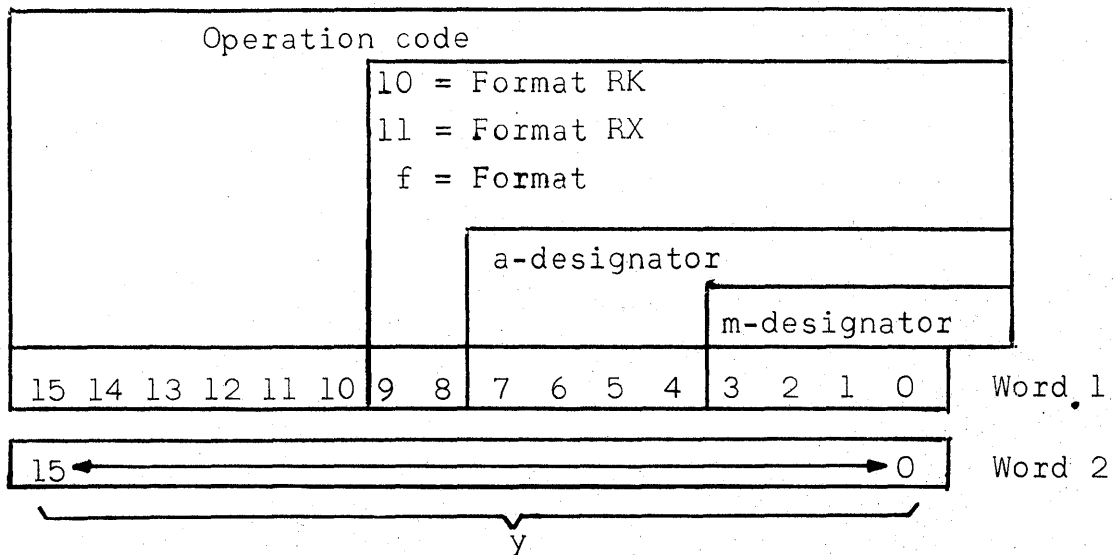 Operation code
10 = Format RK
11 = Format RX
f = Format
a-designator
m-designator
15 14 13 12 11 10 9 8 7 6 5 4 3 2 1 0 Word 1
15 0 Word 2
y